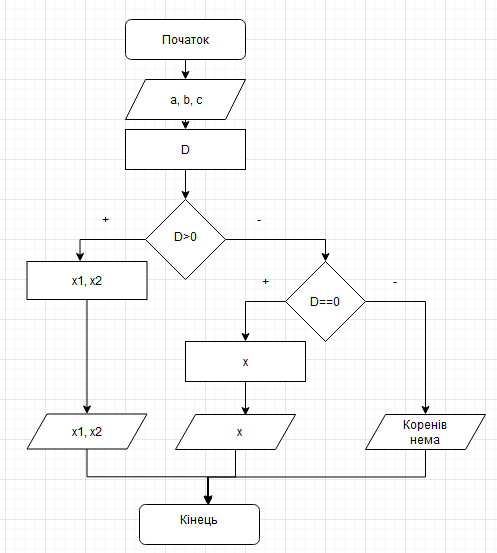 Початок
a, b, c
D
+
-
D>0
x1, x2
+
-
D==0
x
x1, x2
x
Коренів
нема
Кінець